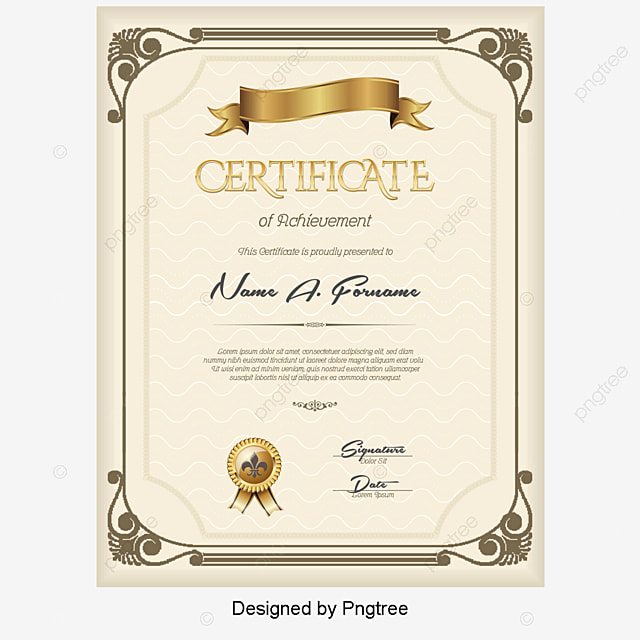 CERTIFICATE
of Achievement
This Certificate is proudly presented to
Name A. Forname
Lorem ipsum dolor sit amet, consectetuer adipiscing elit, sed diam
nummy nibh euismod tincidunt ut laoreet dolore magna aliquam
Ut wisi enim ad minim veniam, quis nostrud exerci tation ullamcorper
suscipit lobortis nisl ut aliquip ex ea commodo consequat.
Signature
Dolor Sit
Date
Lorem Ipsum
pngtree
pngtree
pngtree
pngtree
pngtree
pngtree
pngtree
Designed by Pngtree